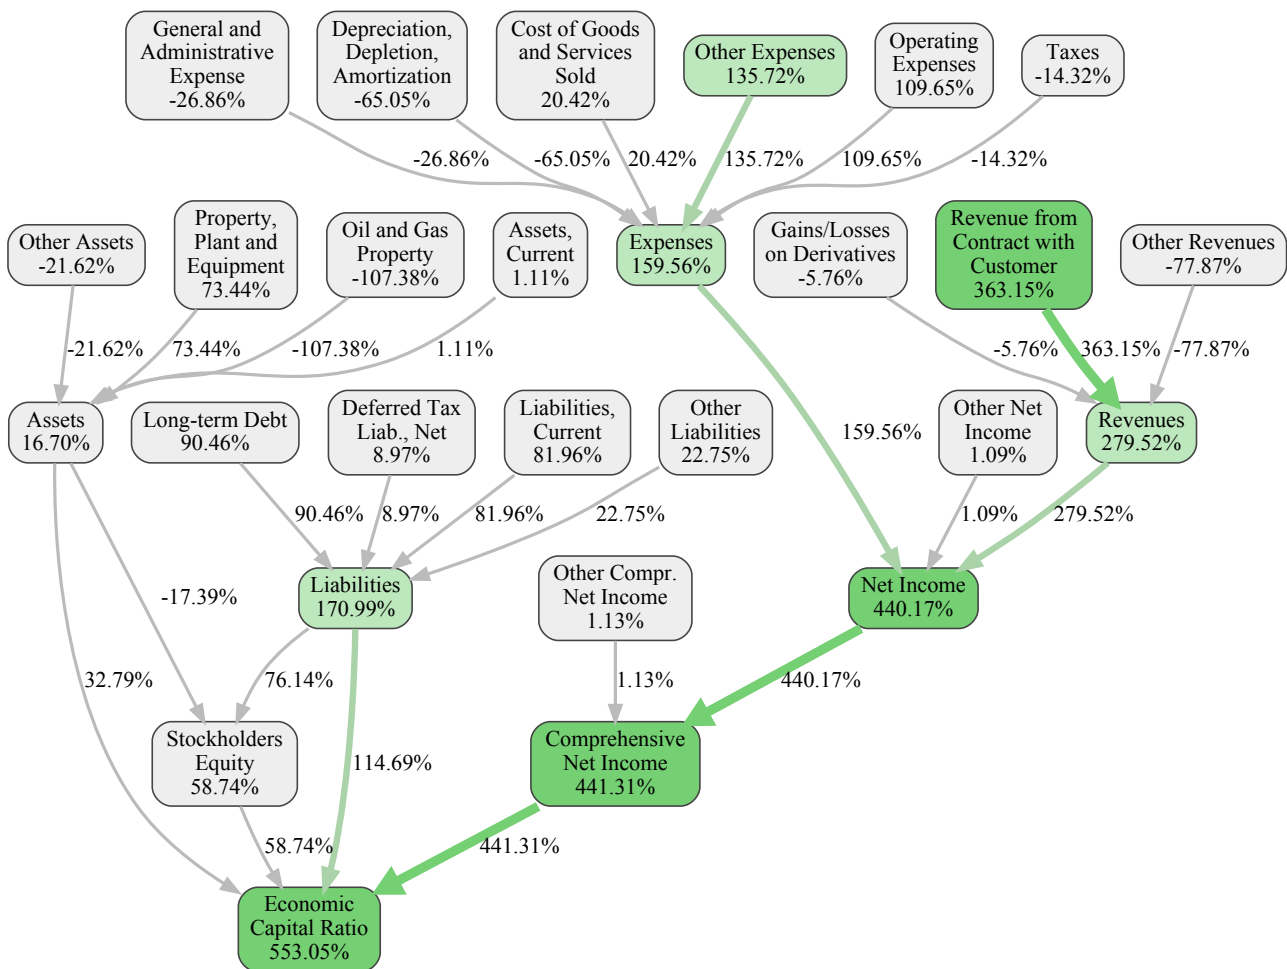 General and
Administrative
Expense
-26.86%
Depreciation,
Depletion,
Amortization
-65.05%
Cost of Goods
and Services
Sold
20.42%
Other Expenses
135.72%
Operating
Expenses
109.65%
Taxes
-14.32%
-26.86%
-65.05%
20.42%
135.72%
109.65%
-14.32%
Other Assets
-21.62%
Property,
Plant and
Equipment
73.44%
Oil and Gas
Property
-107.38%
Assets,
Current
1.11%
Expenses
159.56%
Gains/Losses
on Derivatives
-5.76%
Revenue from
Contract with
Customer
363.15%
Other Revenues
-77.87%
-21.62%
73.44%
-107.38%
1.11%
-5.76%
363.15%
-77.87%
Assets
16.70%
Long-term Debt
90.46%
Deferred Tax
Liab., Net
8.97%
Liabilities,
Current
81.96%
Other
Liabilities
22.75%
159.56%
Other Net
Income
1.09%
Revenues
279.52%
90.46%
8.97%
81.96%
22.75%
1.09%
279.52%
-17.39%
Liabilities
170.99%
Other Compr.
Net Income
1.13%
Net Income
440.17%
32.79%
76.14%
1.13%
440.17%
Stockholders
Equity
58.74%
114.69%
Comprehensive
Net Income
441.31%
58.74%
441.31%
Economic
Capital Ratio
553.05%